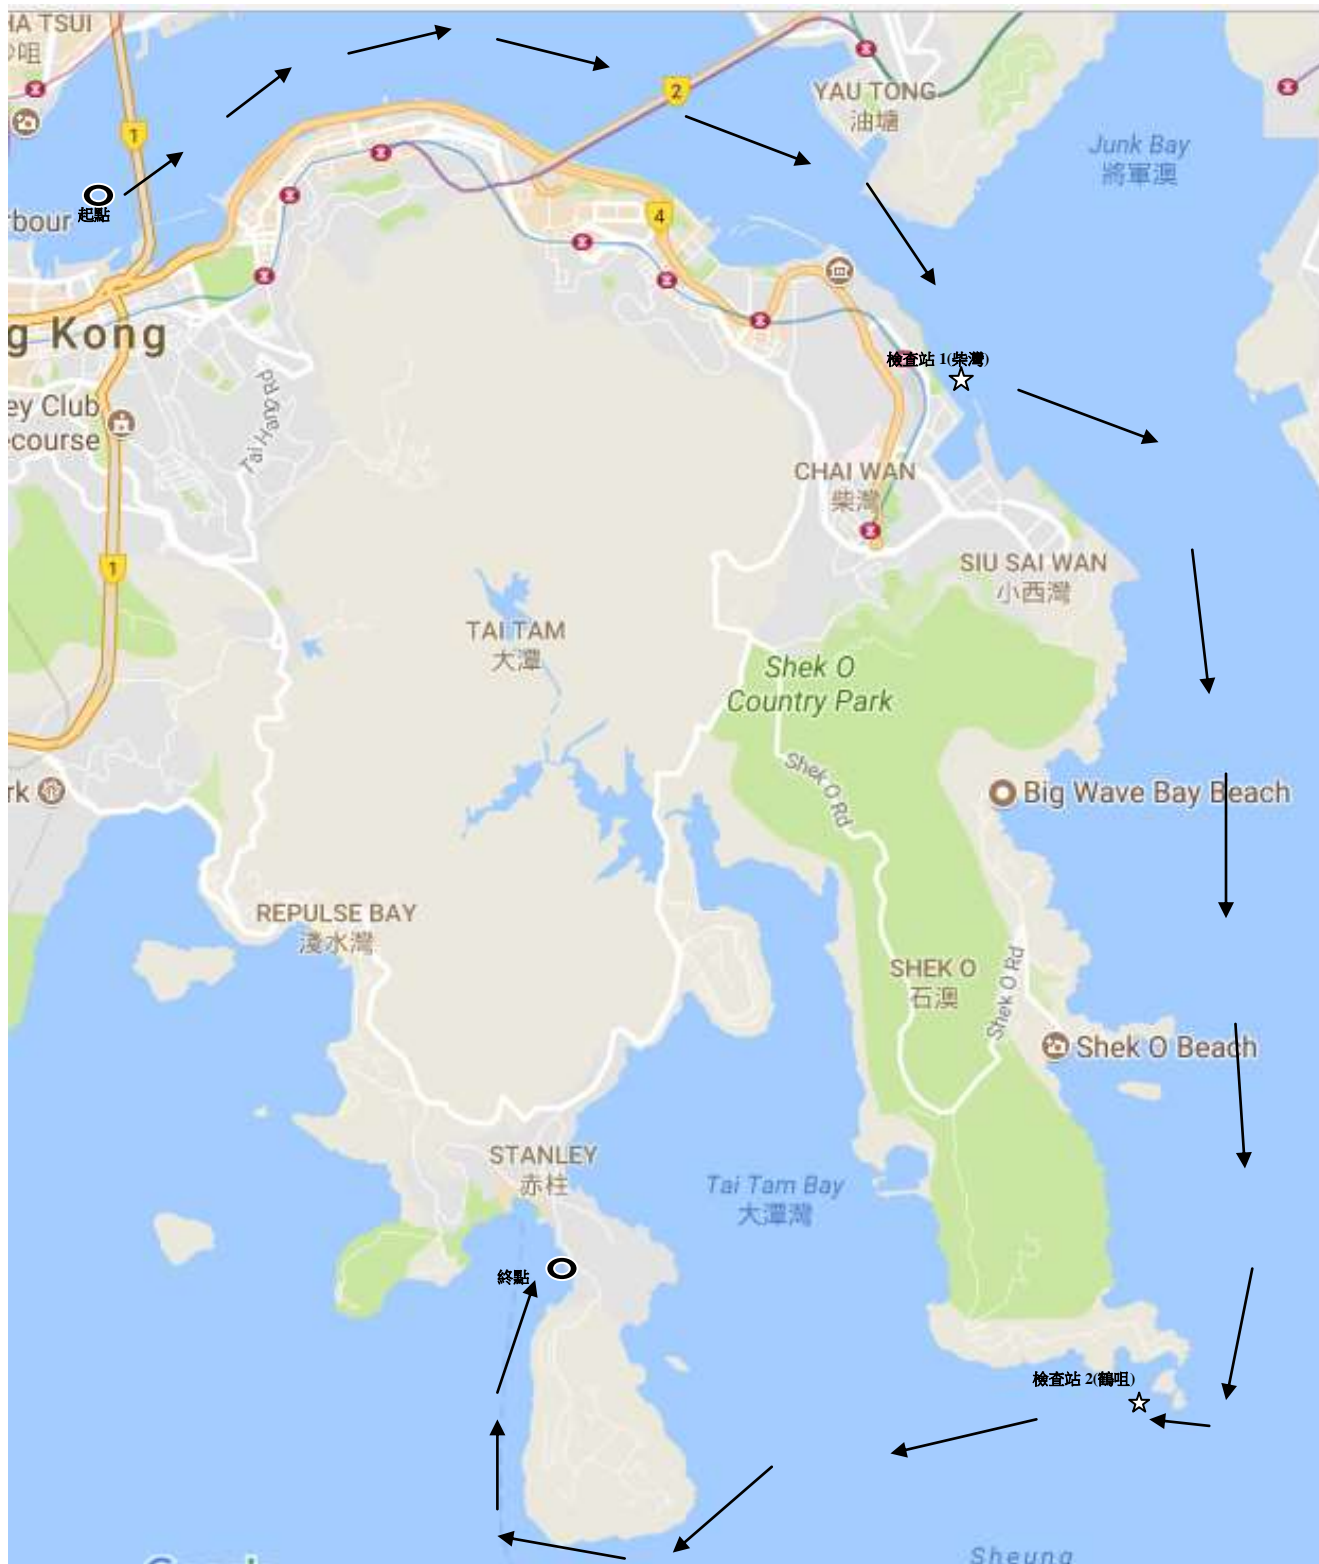 HA TSUI
咀
1
2
YAU TONG
油塘
Junk Bay
將軍澳
起點
rbour
4
g Kong
檢查站 1(柴灣)
ey Club
course
Tai Hang Rd
CHAI WAN
柴灣
SIU SAI WAN
小西灣
1
TAI TAM
大潭
Shek O
Country Park
Shek O Rd
rk
Big Wave Bay Beach
REPULSE BAY
淺水灣
SHEK O
石澳
Shek O Rd
Shek O Beach
STANLEY
赤柱
Tai Tam Bay
大潭灣
終點
檢查站 2(鶴咀)
Sheung